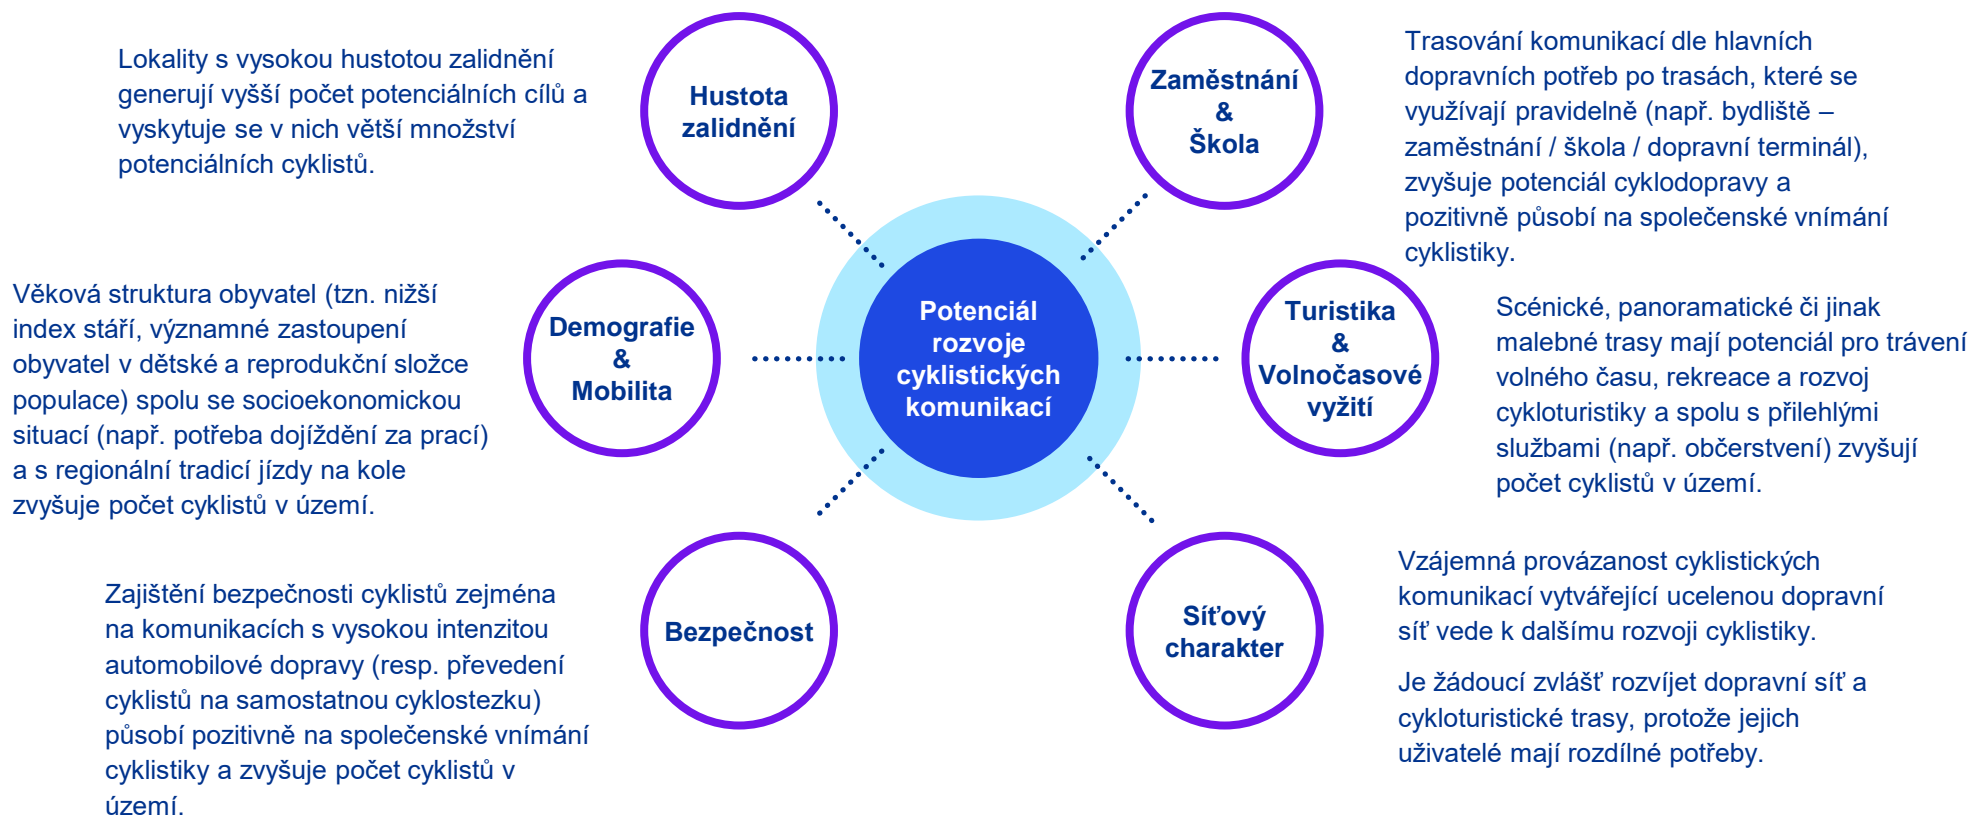 Lokality s vysokou hustotou zalidnění
generují vyšší počet potenciálních cílů a
vyskytuje se v nich větší množství
potenciálních cyklistů.
Hustota
zalidnění
Zaměstnání
&
Škola
Trasování komunikací dle hlavních
dopravních potřeb po trasách, které se
využívají pravidelně (např. bydliště –
zaměstnání / škola / dopravní terminál),
zvyšuje potenciál cyklodopravy a
pozitivně působí na společenské vnímání
cyklistiky.
Věková struktura obyvatel (tzn. nižší
index stáří, významné zastoupení
obyvatel v dětské a reprodukční složce
populace) spolu se socioekonomickou
situací (např. potřeba dojíždění za prací)
a s regionální tradicí jízdy na kole
zvyšuje počet cyklistů v území.
Demografie
&
Mobilita
Potenciál
rozvoje
cyklistických
komunikací
Turistika
&
Volnočasové
vyžití
Scénické, panoramatické či jinak
malebné trasy mají potenciál pro trávení
volného času, rekreace a rozvoj
cykloturistiky a spolu s přilehlými
službami (např. občerstvení) zvyšují
počet cyklistů v území.
Zajištění bezpečnosti cyklistů zejména
na komunikacích s vysokou intenzitou
automobilové dopravy (resp. převedení
cyklistů na samostatnou cyklostezku)
působí pozitivně na společenské vnímání
cyklistiky a zvyšuje počet cyklistů v
území.
Bezpečnost
Síťový
charakter
Vzájemná provázanost cyklistických
komunikací vytvářející ucelenou dopravní
síť vede k dalšímu rozvoji cyklistiky.
Je žádoucí zvlášť rozvíjet dopravní síť a
cykloturistické trasy, protože jejich
uživatelé mají rozdílné potřeby.